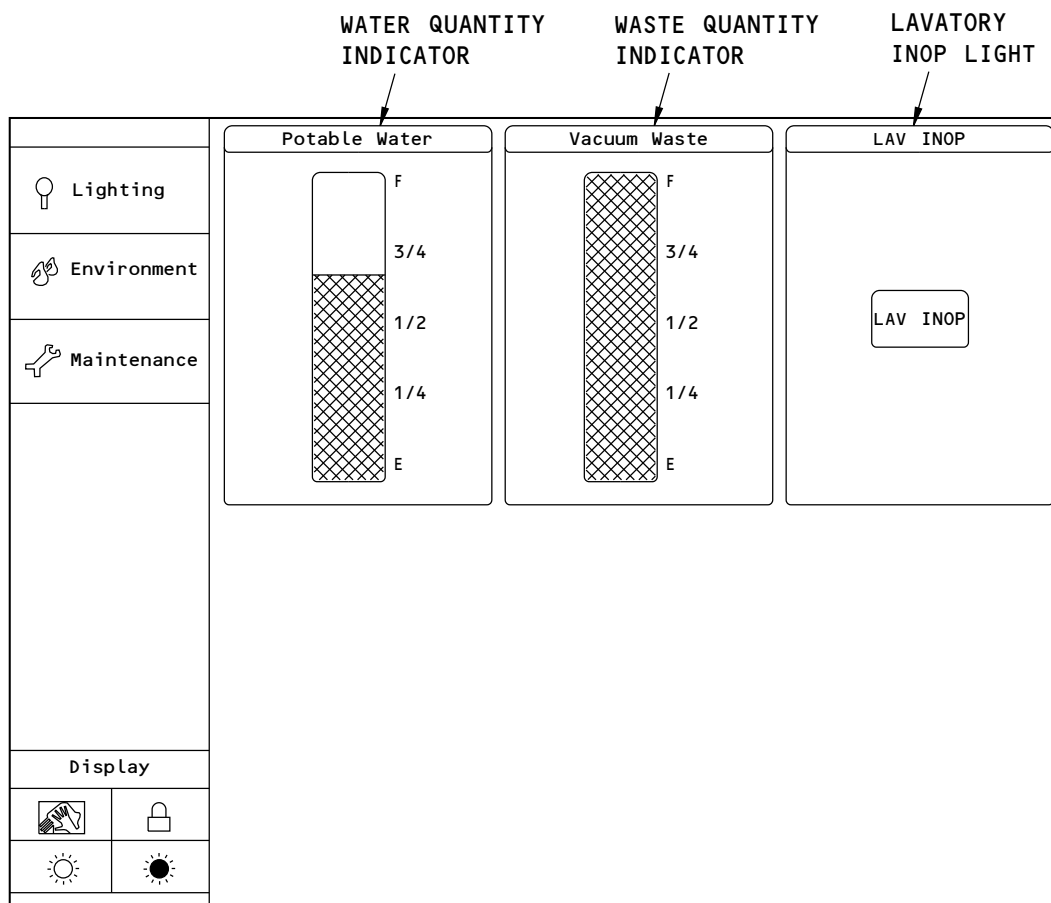 WATER QUANTITY
INDICATOR
WASTE QUANTITY
INDICATOR
LAVATORY
INOP LIGHT
Potable Water
Vacuum Waste
LAV INOP
Lighting
Environment
Maintenance
F
3/4
1/2
1/4
E
F
3/4
1/2
1/4
E
LAV INOP
Display